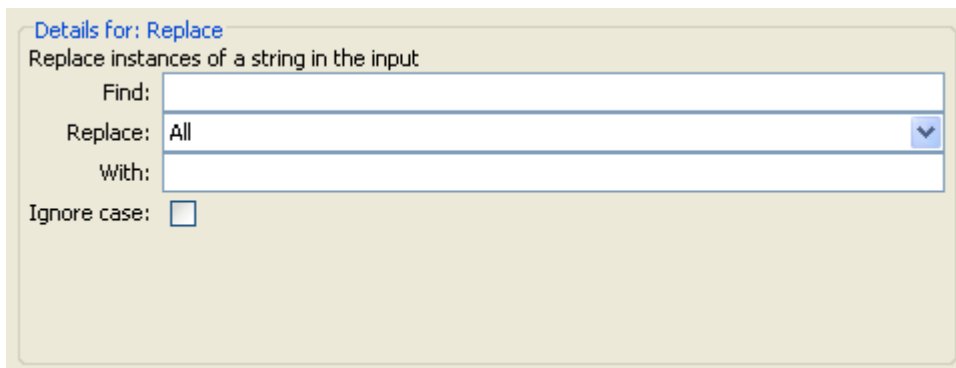 Details for: Replace
Replace instances of a string in the input
Find:
Replace: All
With:
Ignore case: